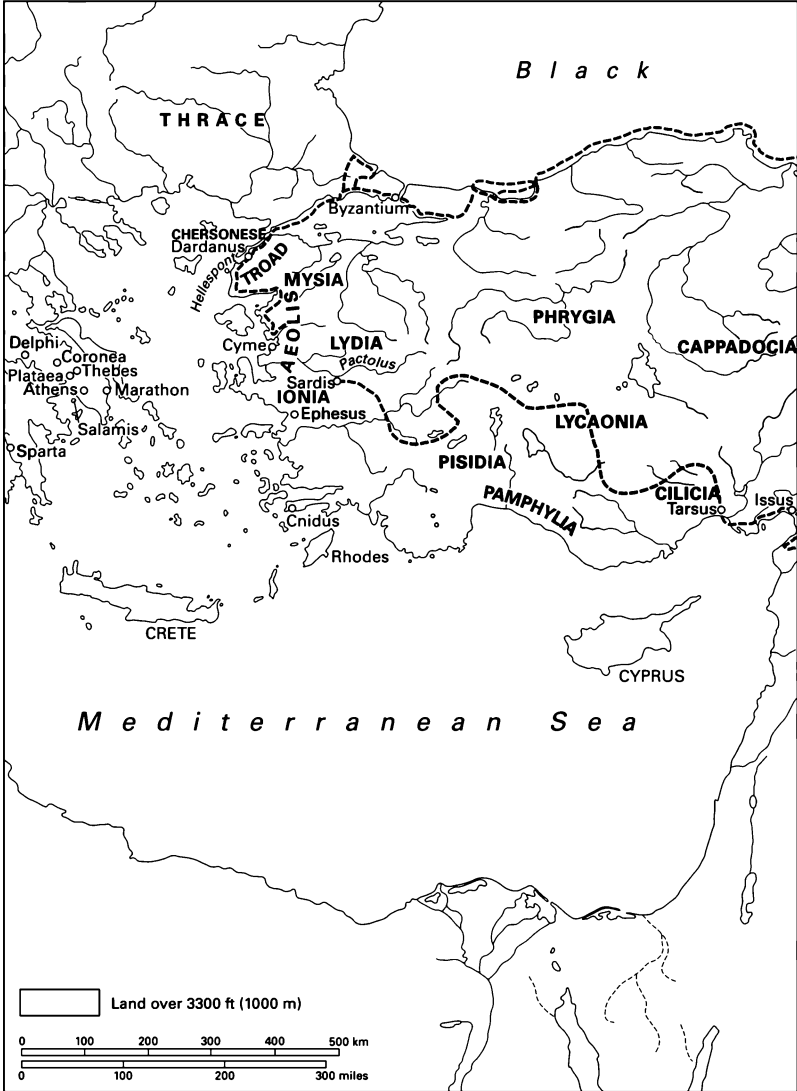 Black
THRACE
Byzantium
CHERSONESE
Dardanus
Hellespont
TROAD
MYSIA
AEOLIS
PHRYGIA
Delphi
Coronea
Cyme
LYDIA
CAPPADOCIA
Plataea
Thebes
Pactolus
Athens
Marathon
Sardis
IONIA
Ephesus
LYCAONIA
Salamis
Sparta
PISIDIA
PAMPHYLIA
CILICIA
Tarsus
Issus
Cnidus
Rhodes
CRETE
CYPRUS
Mediterranean Sea
Land over 3300 ft (1000 m)
0 100 200 300 400 500 km
0 100 200 300 miles